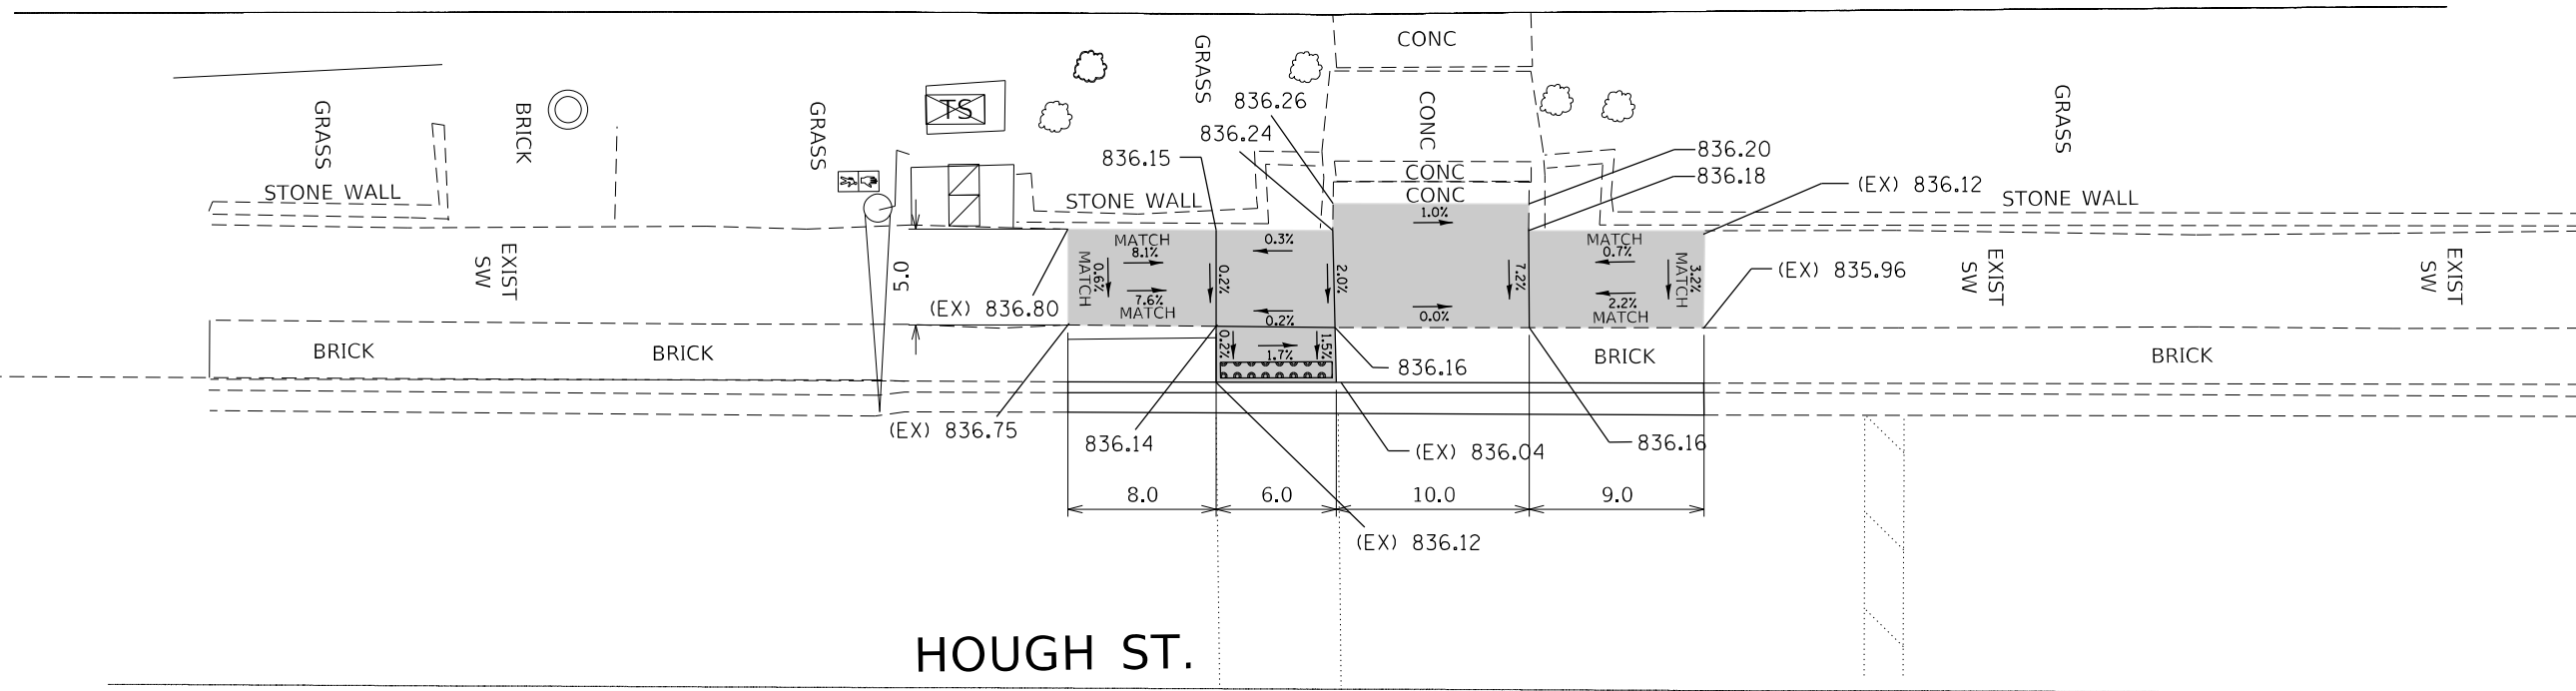 CONC
GRASS
BRICK
GRASS
TS
GRASS
836.26
836.24
CONC
GRASS
836.15
836.20
836.18
CONC
CONC
(EX) 836.12
STONE WALL
STONE WALL
STONE WALL
EXIST
SW
5.0
MATCH
8.1%
MATCH
0.6%
7.6%
MATCH
0.2%
0.3%
0.2%
2.0%
1.0%
0.0%
7.2%
MATCH
0.7%
2.2%
MATCH
MATCH
3.2%
(EX) 835.96
EXIST
SW
EXIST
SW
(EX) 836.80
BRICK
BRICK
0.2%
1.7%
1.5%
836.16
BRICK
BRICK
(EX) 836.75
836.14
(EX) 836.04
836.16
8.0
6.0
10.0
9.0
(EX) 836.12
HOUGH ST.